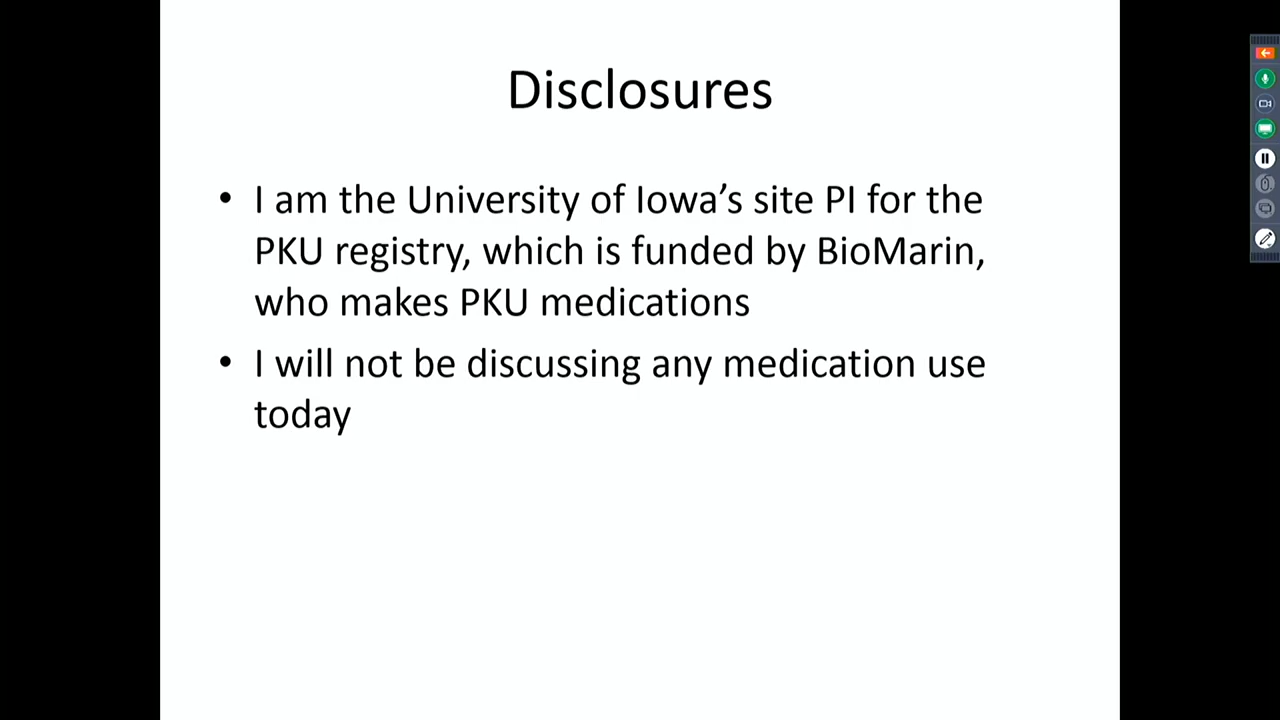 Disclosures
• I am the University of Iowa’s site PI for the
PKU registry, which is funded by BioMarin,
who makes PKU medications
• I will not be discussing any medication use
today